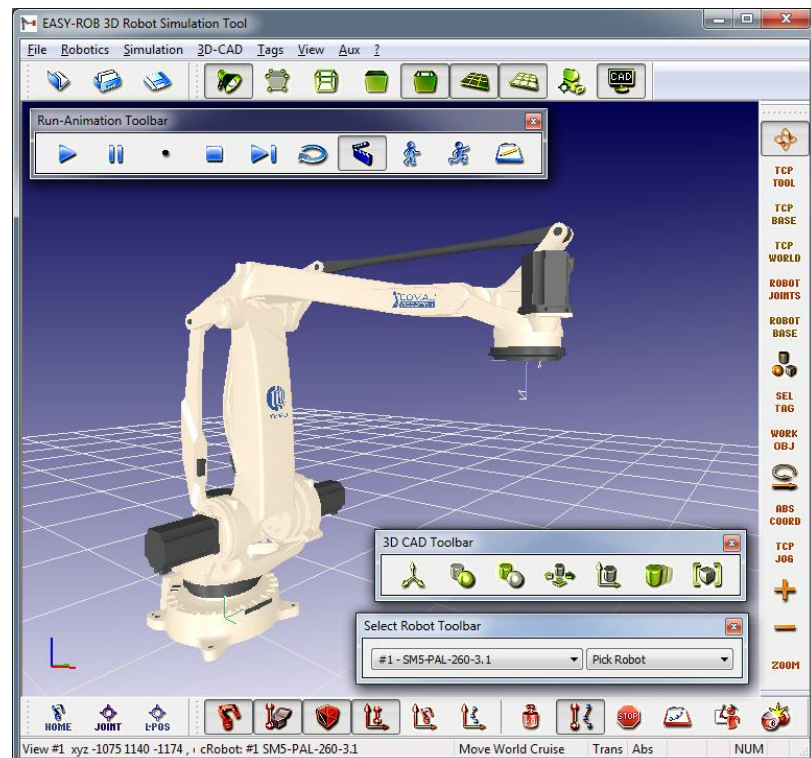 EASY-ROB 3D Robot Simulation Tool
File Robotics Simulation 3D-CAD Tags View Aux ?
CAD
Run-Animation Toolbar
TCP
TOOL
TCP
BASE
TCP
WORLD
ROBOT
JOINTS
ROBOT
BASE
SEL
TAG
WORK
OBJ
ABS
COORD
TCP
JOG
ZOOM
COMAU
3D CAD Toolbar
Select Robot Toolbar
#1 - SM5-PAL-260-3.1 Pick Robot
HOME JOINT L-POS STOP
View #1 xyz -1075 1140 -1174 , cRobot: #1 SM5-PAL-260-3.1 Move World Cruise Trans Abs NUM